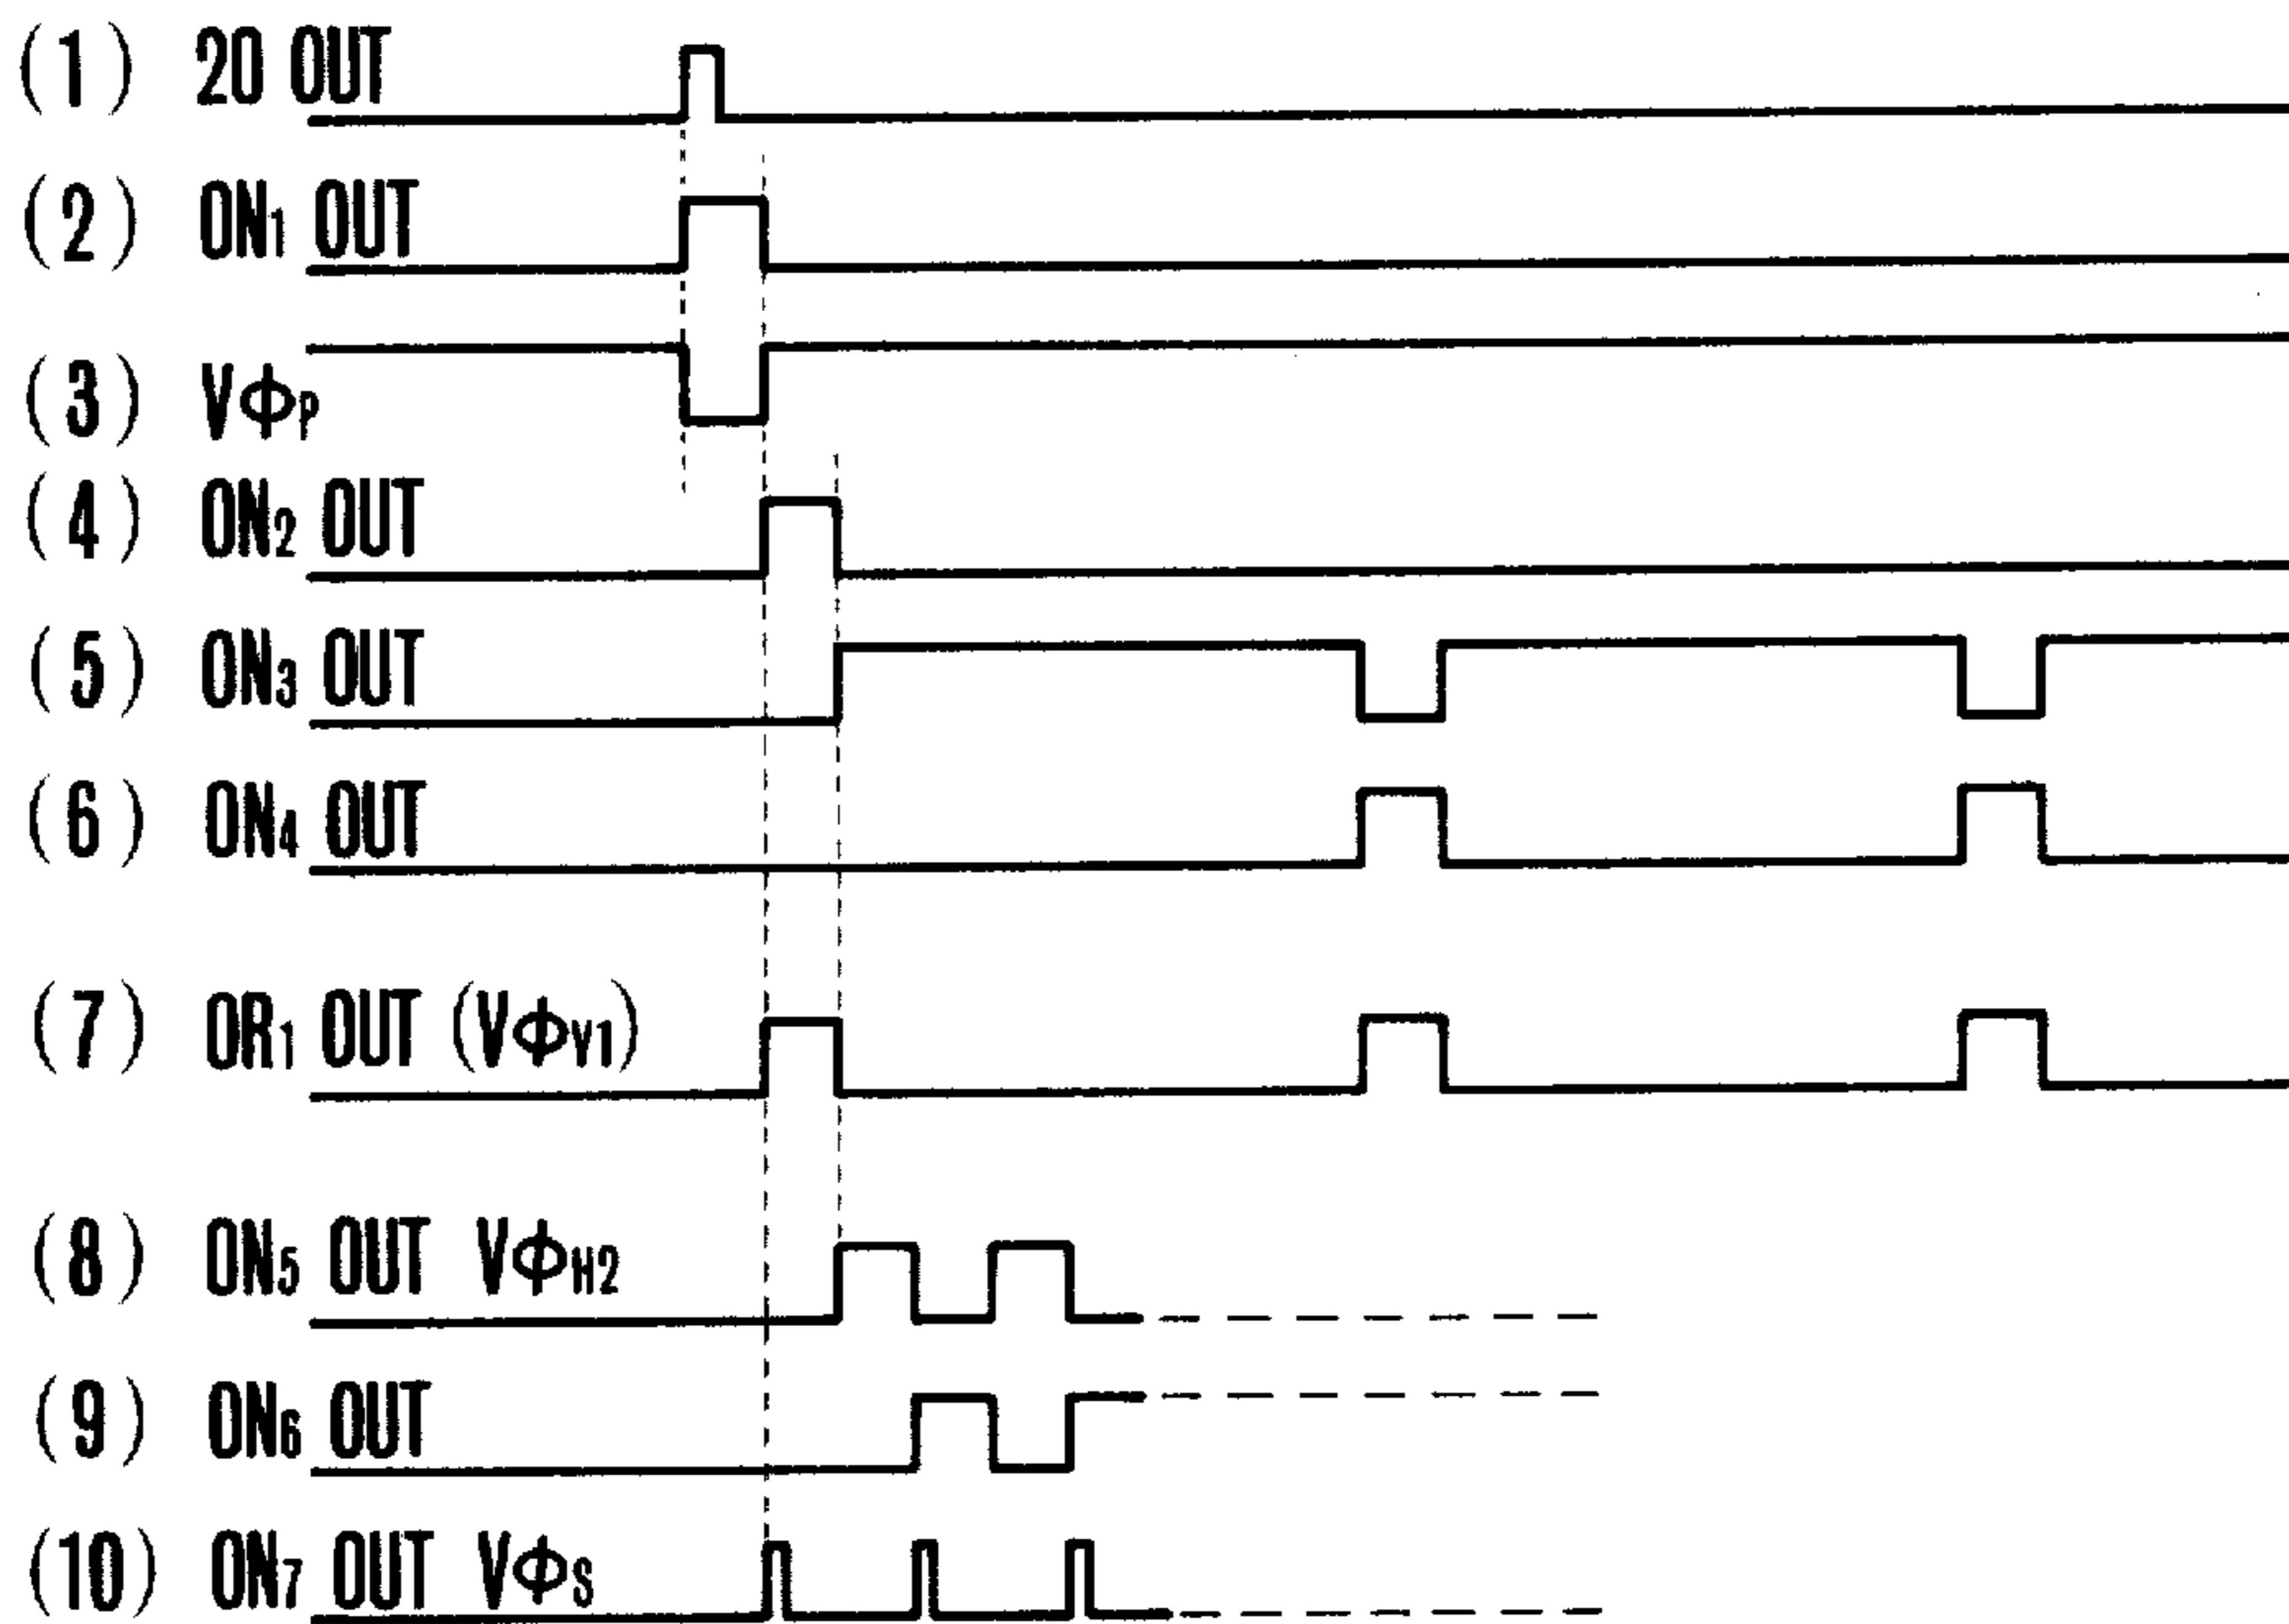 (1) 20 OUT
(2) ON1 OUT
(3) VΦP
(4) ON2 OUT
(5) ON3 OUT
(6) ON4 OUT
(7) OR1 OUT (VΦV1)
(8) ON5 OUT VΦH2
(9) ON6 OUT
(10) ON7 OUT VΦS